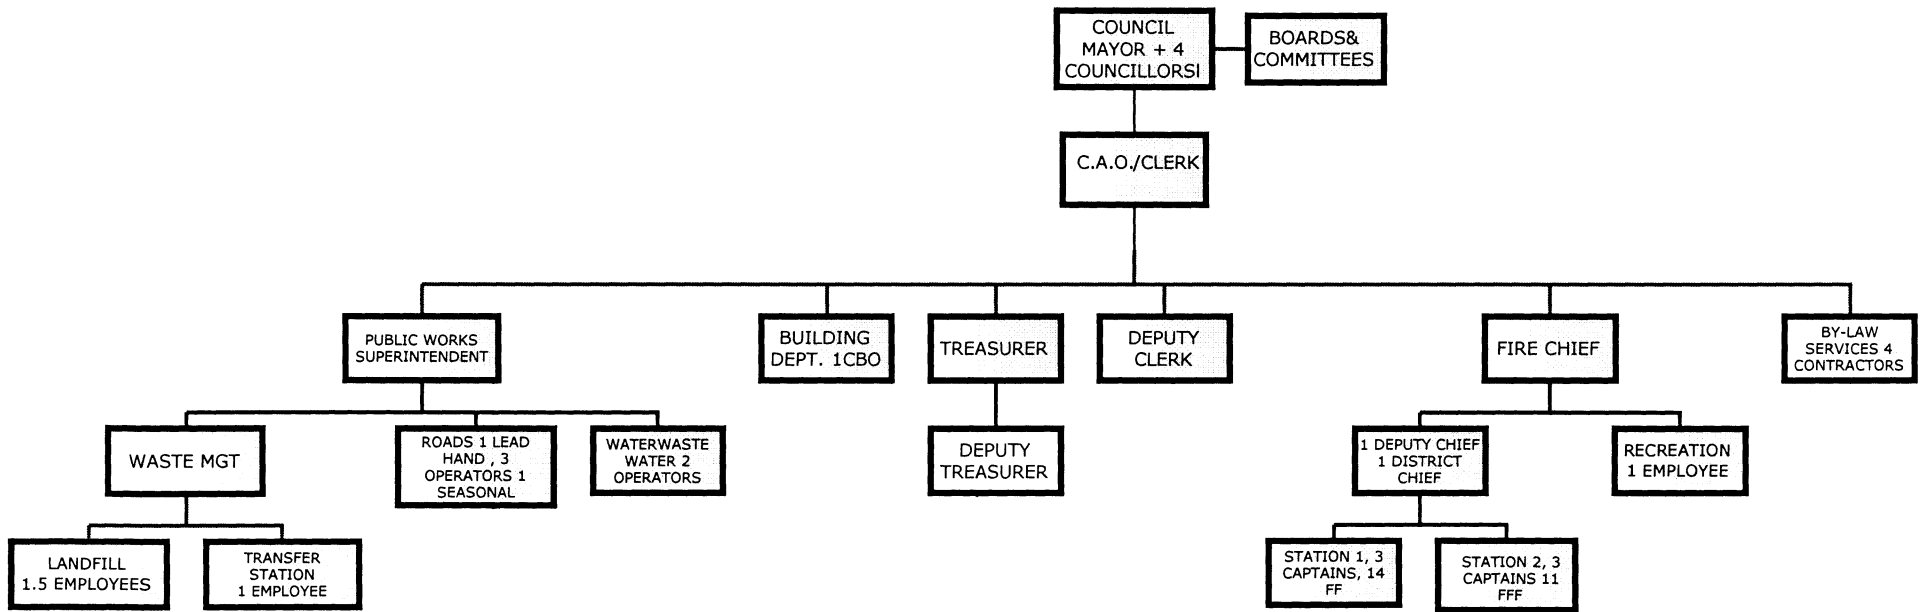 COUNCIL
MAYOR + 4
COUNCILLORSI
BOARDS&
COMMITTEES
C.A.O./CLERK
PUBLIC WORKS
SUPERINTENDENT
BUILDING
DEPT. 1CBO
TREASURER
DEPUTY
CLERK
FIRE CHIEF
BY-LAW
SERVICES 4
CONTRACTORS
WASTE MGT
ROADS 1 LEAD
HAND , 3
OPERATORS 1
SEASONAL
WATERWASTE
WATER 2
OPERATORS
DEPUTY
TREASURER
1 DEPUTY CHIEF
1 DISTRICT
CHIEF
RECREATION
1 EMPLOYEE
LANDFILL
1.5 EMPLOYEES
TRANSFER
STATION
1 EMPLOYEE
STATION 1, 3
CAPTAINS, 14
FF
STATION 2, 3
CAPTAINS 11
FFF